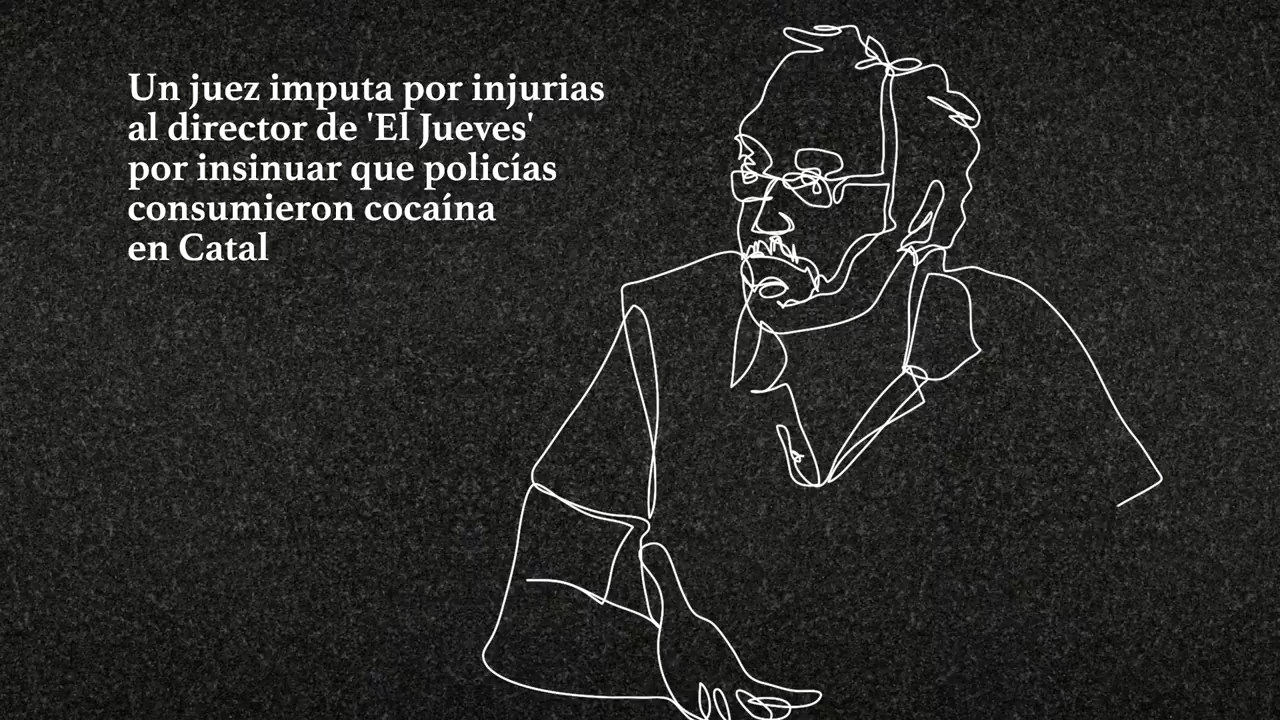 Un juez imputa por injurias
al director de 'El Jueves'
por insinuar que policías
consumieron cocaína
en Catal